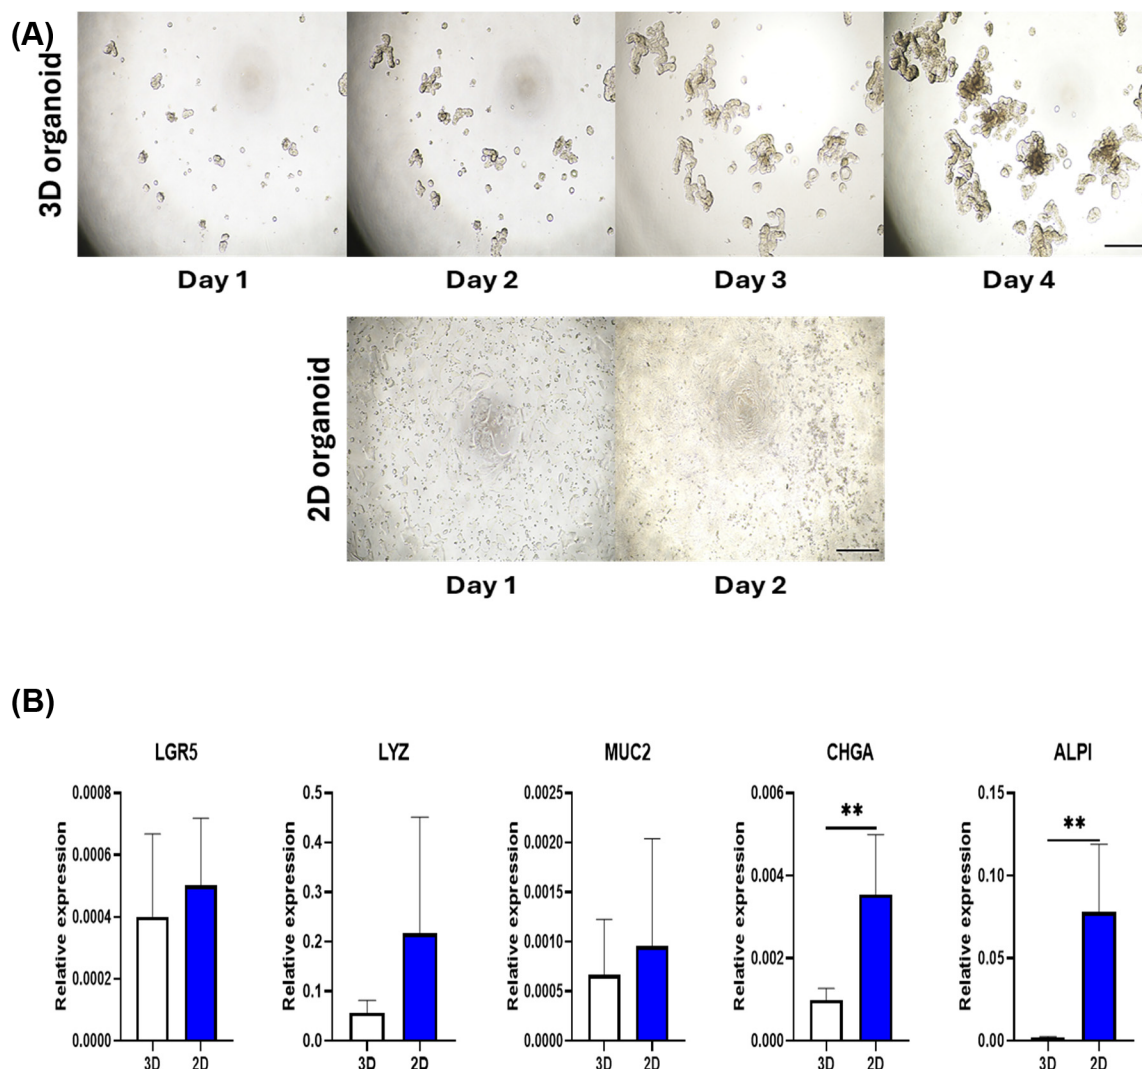 (A)
3D organoid
Day 1 Day 2 Day 3 Day 4
2D organoid
Day 1 Day 2
(B)
LGR5 LYZ MUC2 CHGA ALPI
Relative expression
0.0008
0.0006
0.0004
0.0002
0.0000
3D 2D
Relative expression
0.5
0.4
0.3
0.2
0.1
0.0
3D 2D
Relative expression
0.0025
0.0020
0.0015
0.0010
0.0005
0.0000
3D 2D
Relative expression
0.006
0.004
0.002
0.000
**
3D 2D
Relative expression
0.15
0.10
0.05
0.00
**
3D 2D